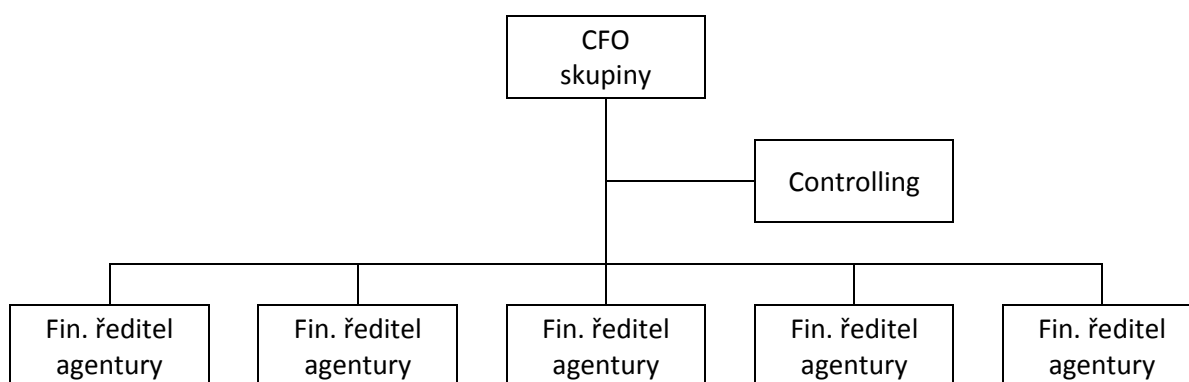 CFO
skupiny
Controlling
Fin. ředitel
agentury
Fin. ředitel
agentury
Fin. ředitel
agentury
Fin. ředitel
agentury
Fin. ředitel
agentury